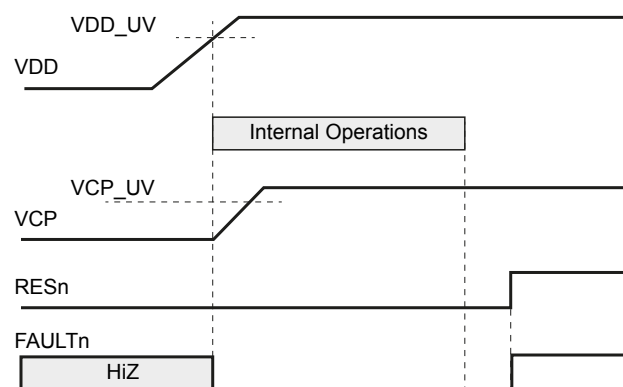 VDD_UV
VDD
Internal Operations
VCP_UV
VCP
RESn
FAULTn
HiZ